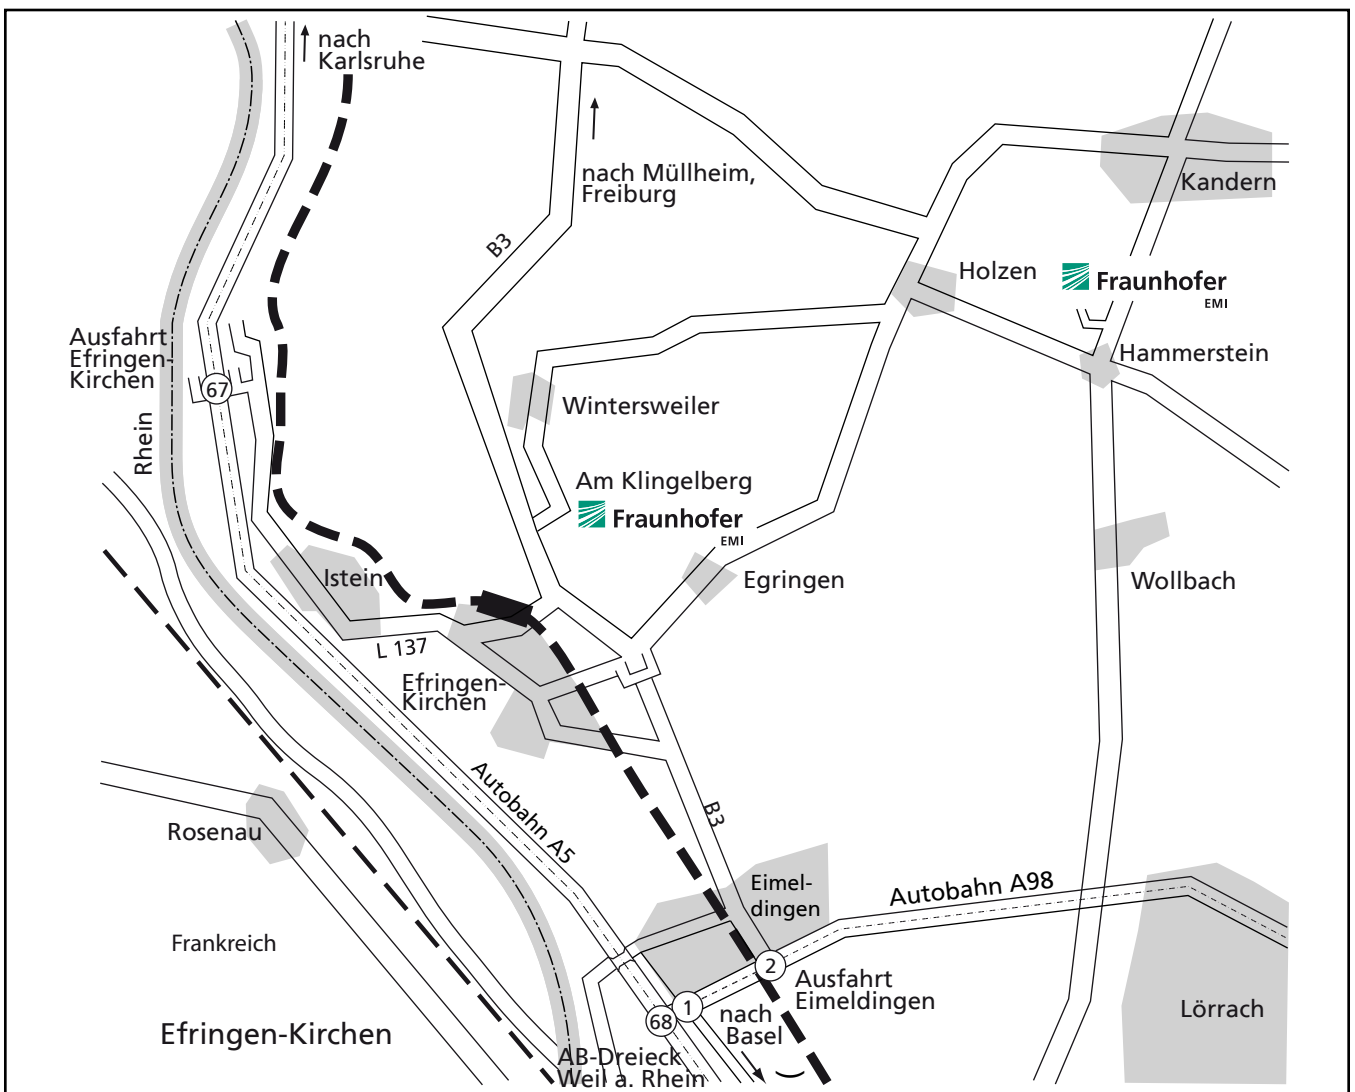 nach
Karlsruhe
nach Müllheim,
Freiburg
Kandern
B3
Holzen
Fraunhofer
EMI
Ausfahrt
Efringen-
Kirchen
67
Hammerstein
Rhein
Wintersweiler
Am Klingelberg
Fraunhofer
EMI
Istein
Egringen
Wollbach
L 137
Efringen-
Kirchen
Autobahn A5
B3
Rosenau
Eimel-
dingen
Autobahn A98
Frankreich
2
Ausfahrt
Eimeldingen
1
68
nach
Basel
Lörrach
Efringen-Kirchen
AB-Dreieck
Weil a. Rhein